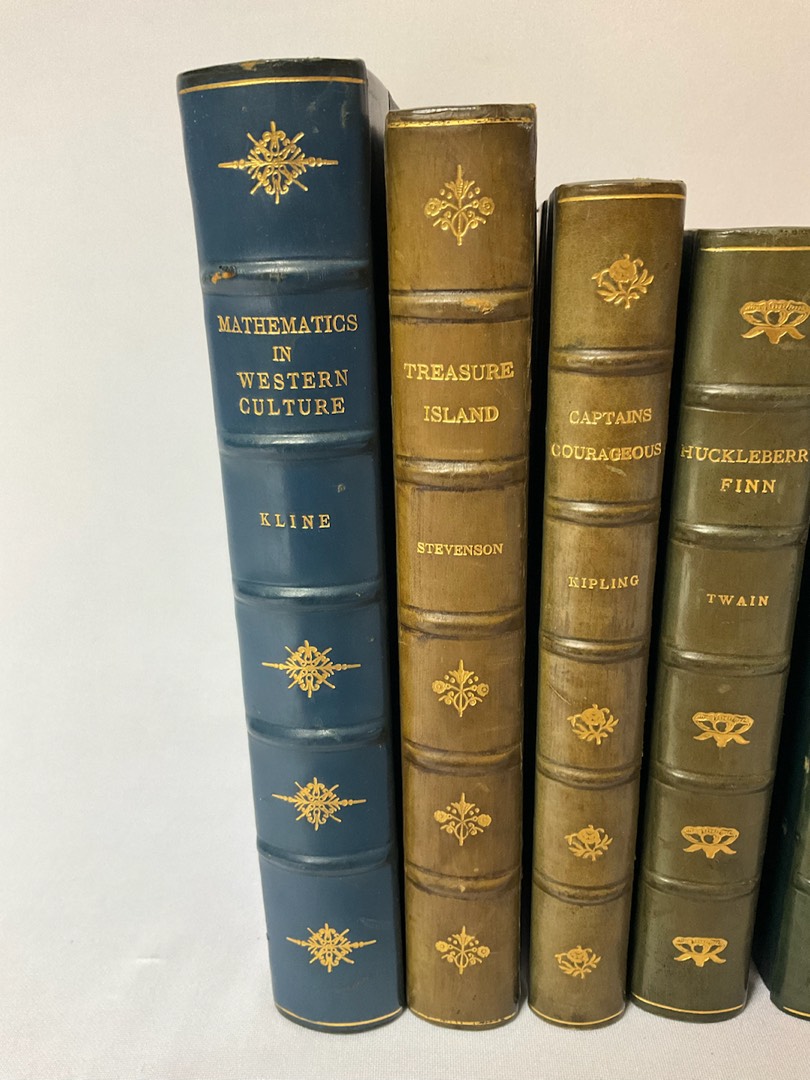 MATHEMATICS
IN
WESTERN
CULTURE
KLINE
TREASURE
ISLAND
STEVENSON
CAPTAINS
COURAGEOUS
KIPLING
HUCKLEBERR
FINN
TWAIN